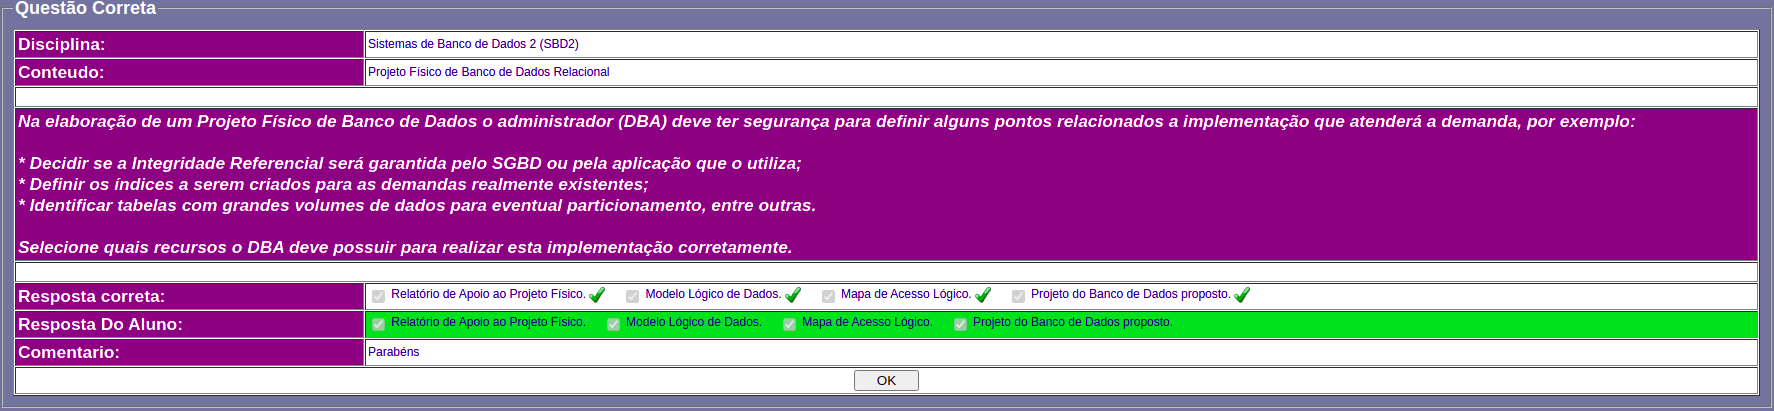 Questão Correta
Disciplina: Sistemas de Banco de Dados 2 (SBD2)
Conteudo: Projeto Físico de Banco de Dados Relacional
Na elaboração de um Projeto Físico de Banco de Dados o administrador (DBA) deve ter segurança para definir alguns pontos relacionados a implementação que atenderá a demanda, por exemplo:
* Decidir se a Integridade Referencial será garantida pelo SGBD ou pela aplicação que o utiliza;
* Definir os índices a serem criados para as demandas realmente existentes;
* Identificar tabelas com grandes volumes de dados para eventual particionamento, entre outras.
Selecione quais recursos o DBA deve possuir para realizar esta implementação corretamente.
Resposta correta: Relatório de Apoio ao Projeto Físico. Modelo Lógico de Dados. Mapa de Acesso Lógico. Projeto do Banco de Dados proposto.
Resposta Do Aluno: Relatório de Apoio ao Projeto Físico. Modelo Lógico de Dados. Mapa de Acesso Lógico. Projeto do Banco de Dados proposto.
Comentario: Parabéns
OK